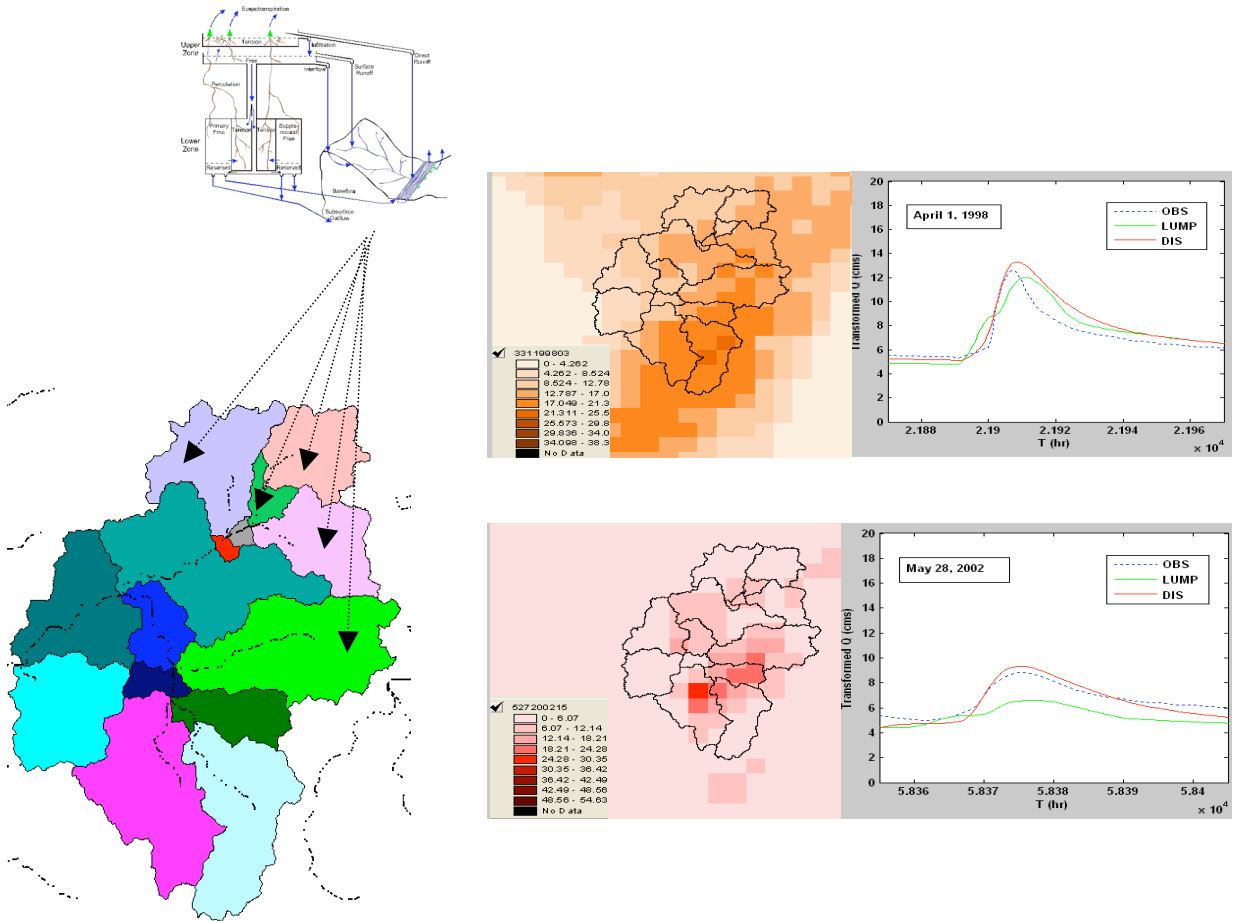 Evapotranspiration
Upper
Zone
Tension
Infiltration
Direct
Runoff
Free
Interflow
Surface
Runoff
Percolation
Primary
Free
Tension
Tension
Supple
mental
Free
Lower
Zone
Reserved
Reserved
Baseflow
Subsurface
Outflow
331199803
0 - 4.262
4.262 - 8.524
8.524 - 12.78
12.787 - 17.0
17.049 - 21.3
21.311 - 25.5
25.573 - 29.8
29.836 - 34.0
34.098 - 38.3
No Data
April 1, 1998
OBS
LUMP
DIS
Transformed Q (cms)
20
18
16
14
12
10
8
6
4
2
0
2.188 2.19 2.192 2.194 2.196
T (hr)
x 10⁴
527200215
0 - 6.07
6.07 - 12.14
12.14 - 18.21
18.21 - 24.28
24.28 - 30.35
30.35 - 36.42
36.42 - 42.49
42.49 - 48.56
48.56 - 54.63
No Data
May 28, 2002
OBS
LUMP
DIS
Transformed Q (cms)
20
18
16
14
12
10
8
6
4
2
0
5.836 5.837 5.838 5.839 5.84
T (hr)
x 10⁴